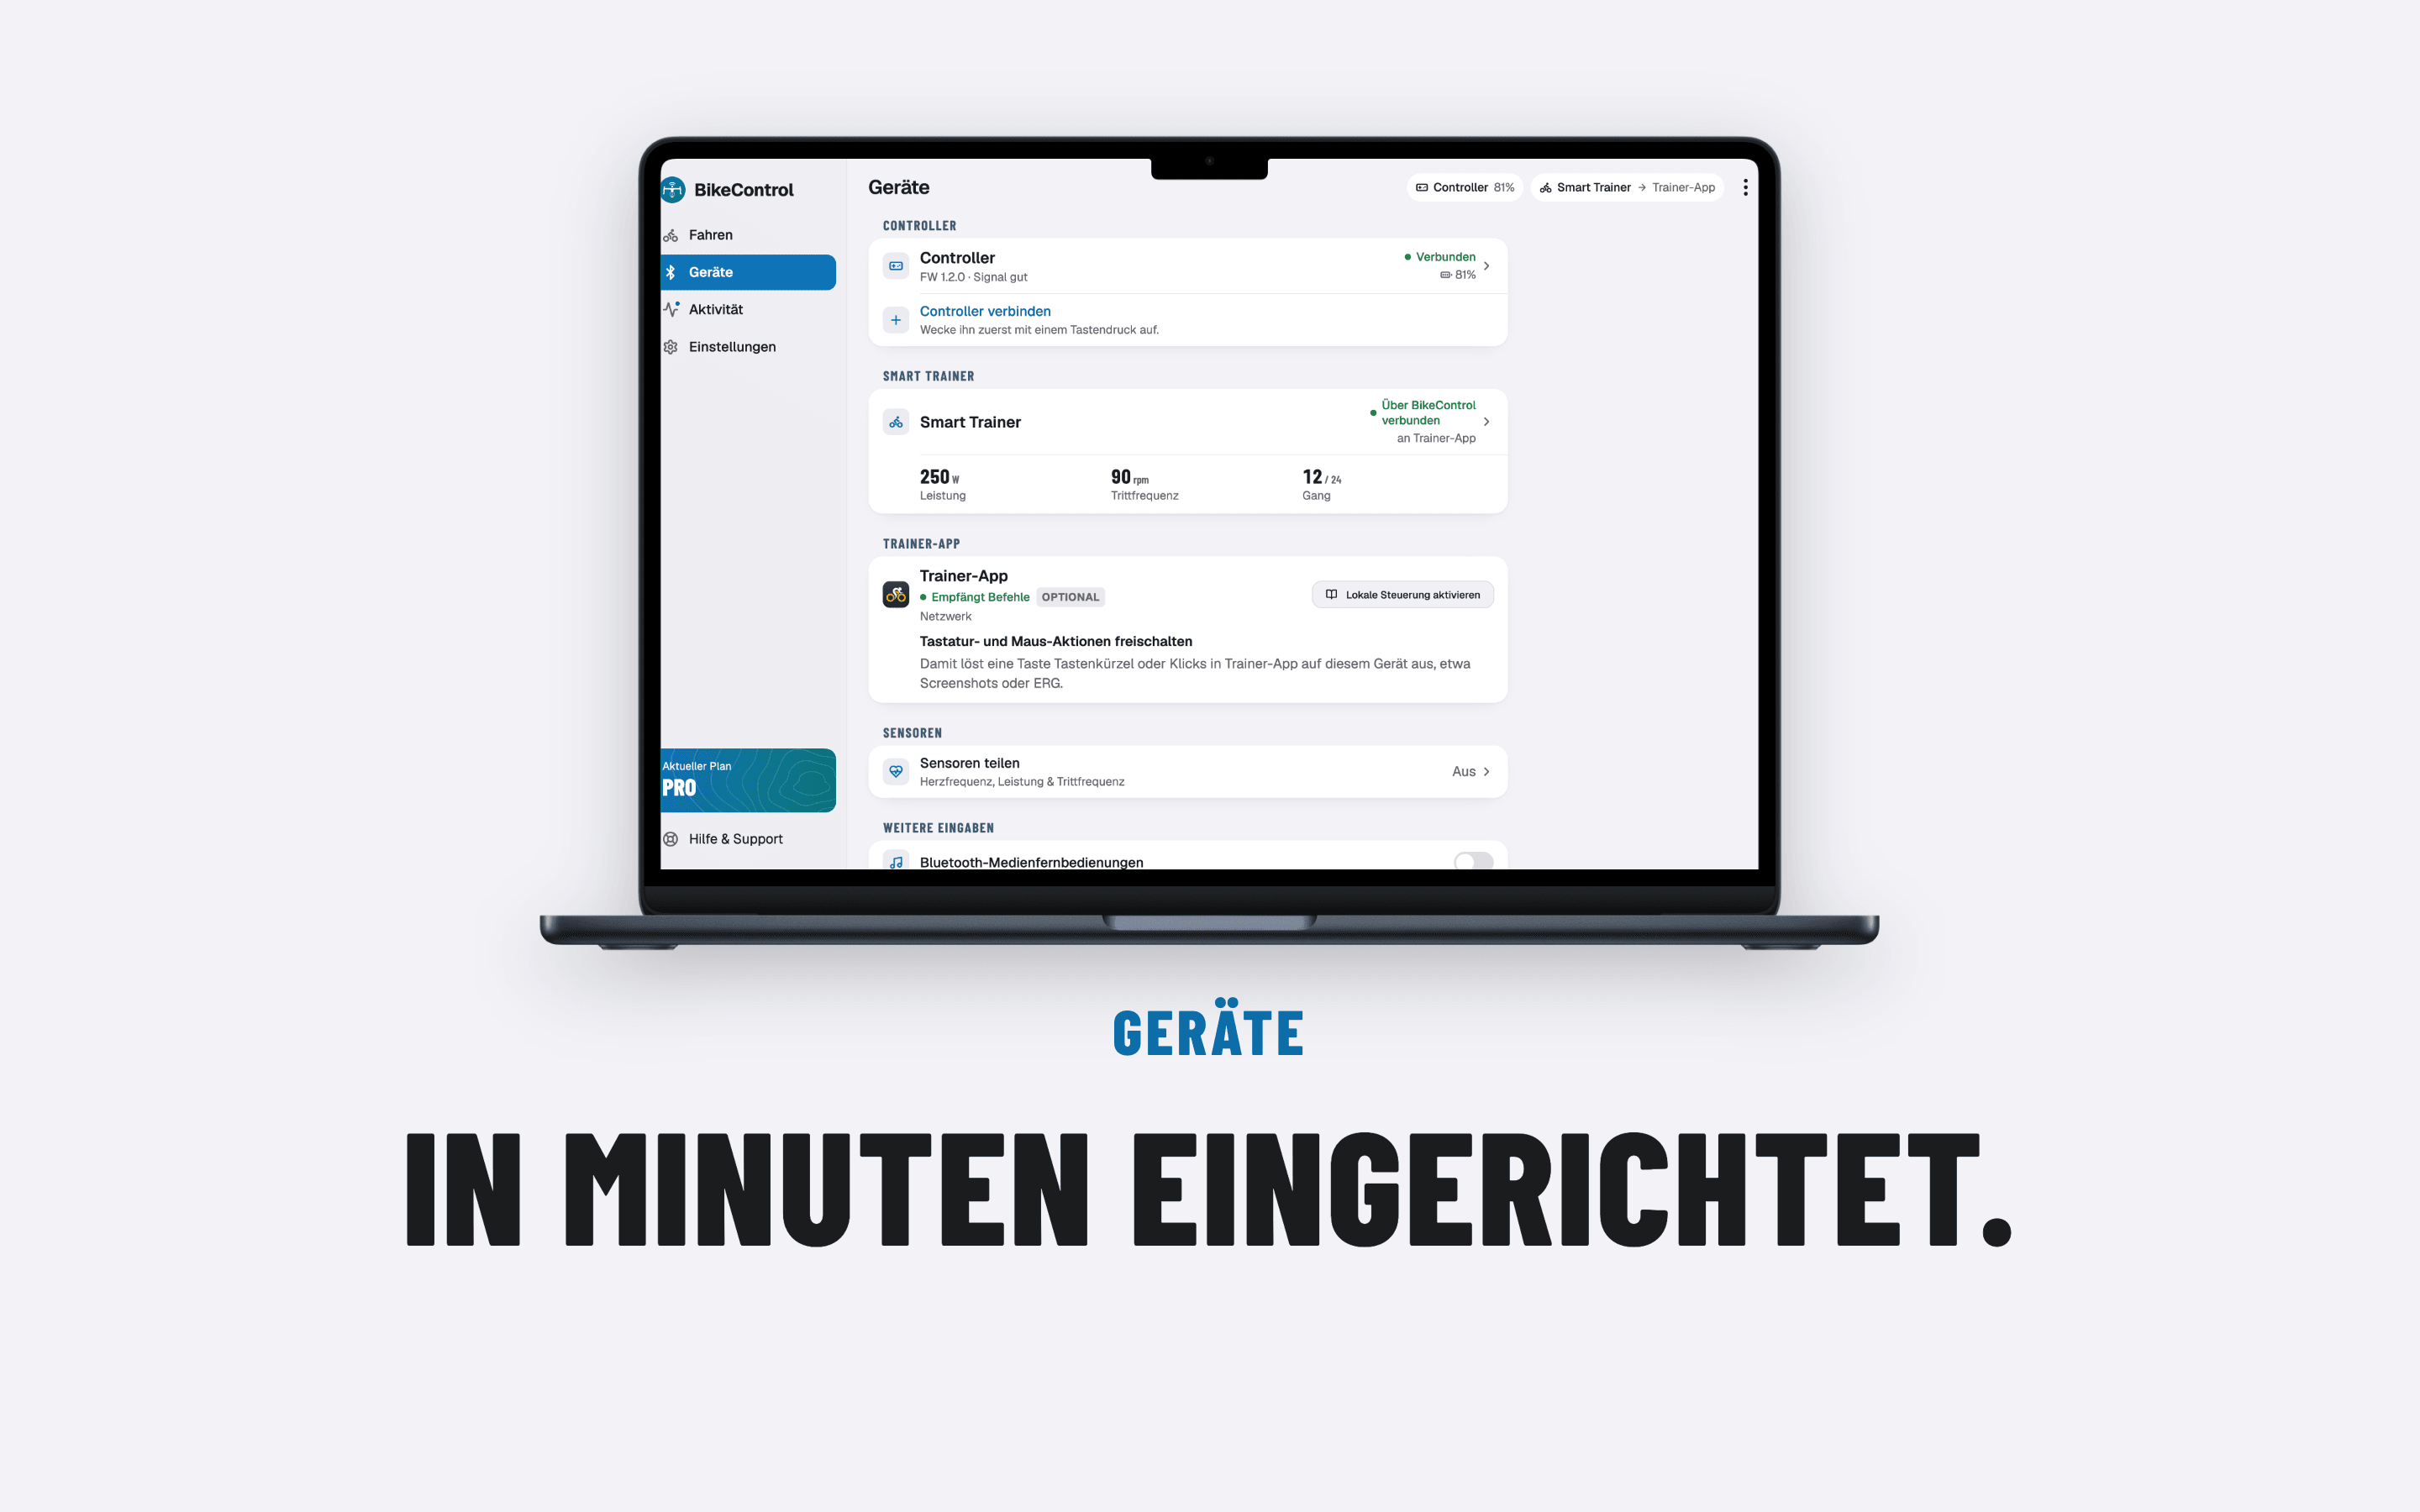 BikeControl
Fahren
Geräte
Aktivität
Einstellungen
Aktueller Plan
PRO
Hilfe & Support
Geräte
Controller 81%
Smart Trainer → Trainer-App
CONTROLLER
Controller
FW 1.2.0 · Signal gut
Verbunden
81%
Controller verbinden
Wecke ihn zuerst mit einem Tastendruck auf.
SMART TRAINER
Smart Trainer
Über BikeControl
verbunden
an Trainer-App
250 W
Leistung
90 rpm
Trittfrequenz
12 / 24
Gang
TRAINER-APP
Trainer-App
Empfängt Befehle OPTIONAL
Netzwerk
Lokale Steuerung aktivieren
Tastatur- und Maus-Aktionen freischalten
Damit löst eine Taste Tastenkürzel oder Klicks in Trainer-App auf diesem Gerät aus, etwa
Screenshots oder ERG.
SENSOREN
Sensoren teilen
Herzfrequenz, Leistung & Trittfrequenz
Aus
WEITERE EINGABEN
Bluetooth-Medienfernbedienungen
GERÄTE
IN MINUTEN EINGERICHTET.